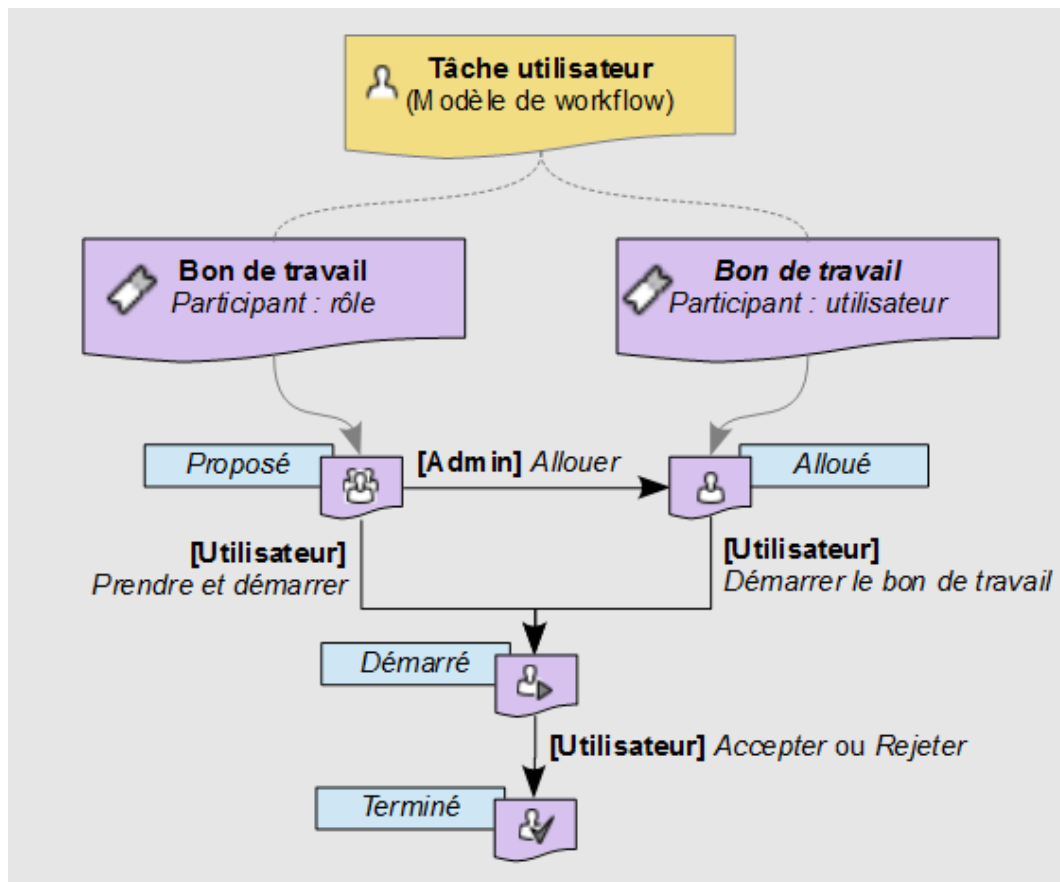 Tâche utilisateur
(Modèle de workflow)
Bon de travail
Participant : rôle
Bon de travail
Participant : utilisateur
Proposé
[Admin] Allouer
Alloué
[Utilisateur]
Prendre et démarrer
[Utilisateur]
Démarrer le bon de travail
Démarré
[Utilisateur] Accepter ou Rejeter
Terminé